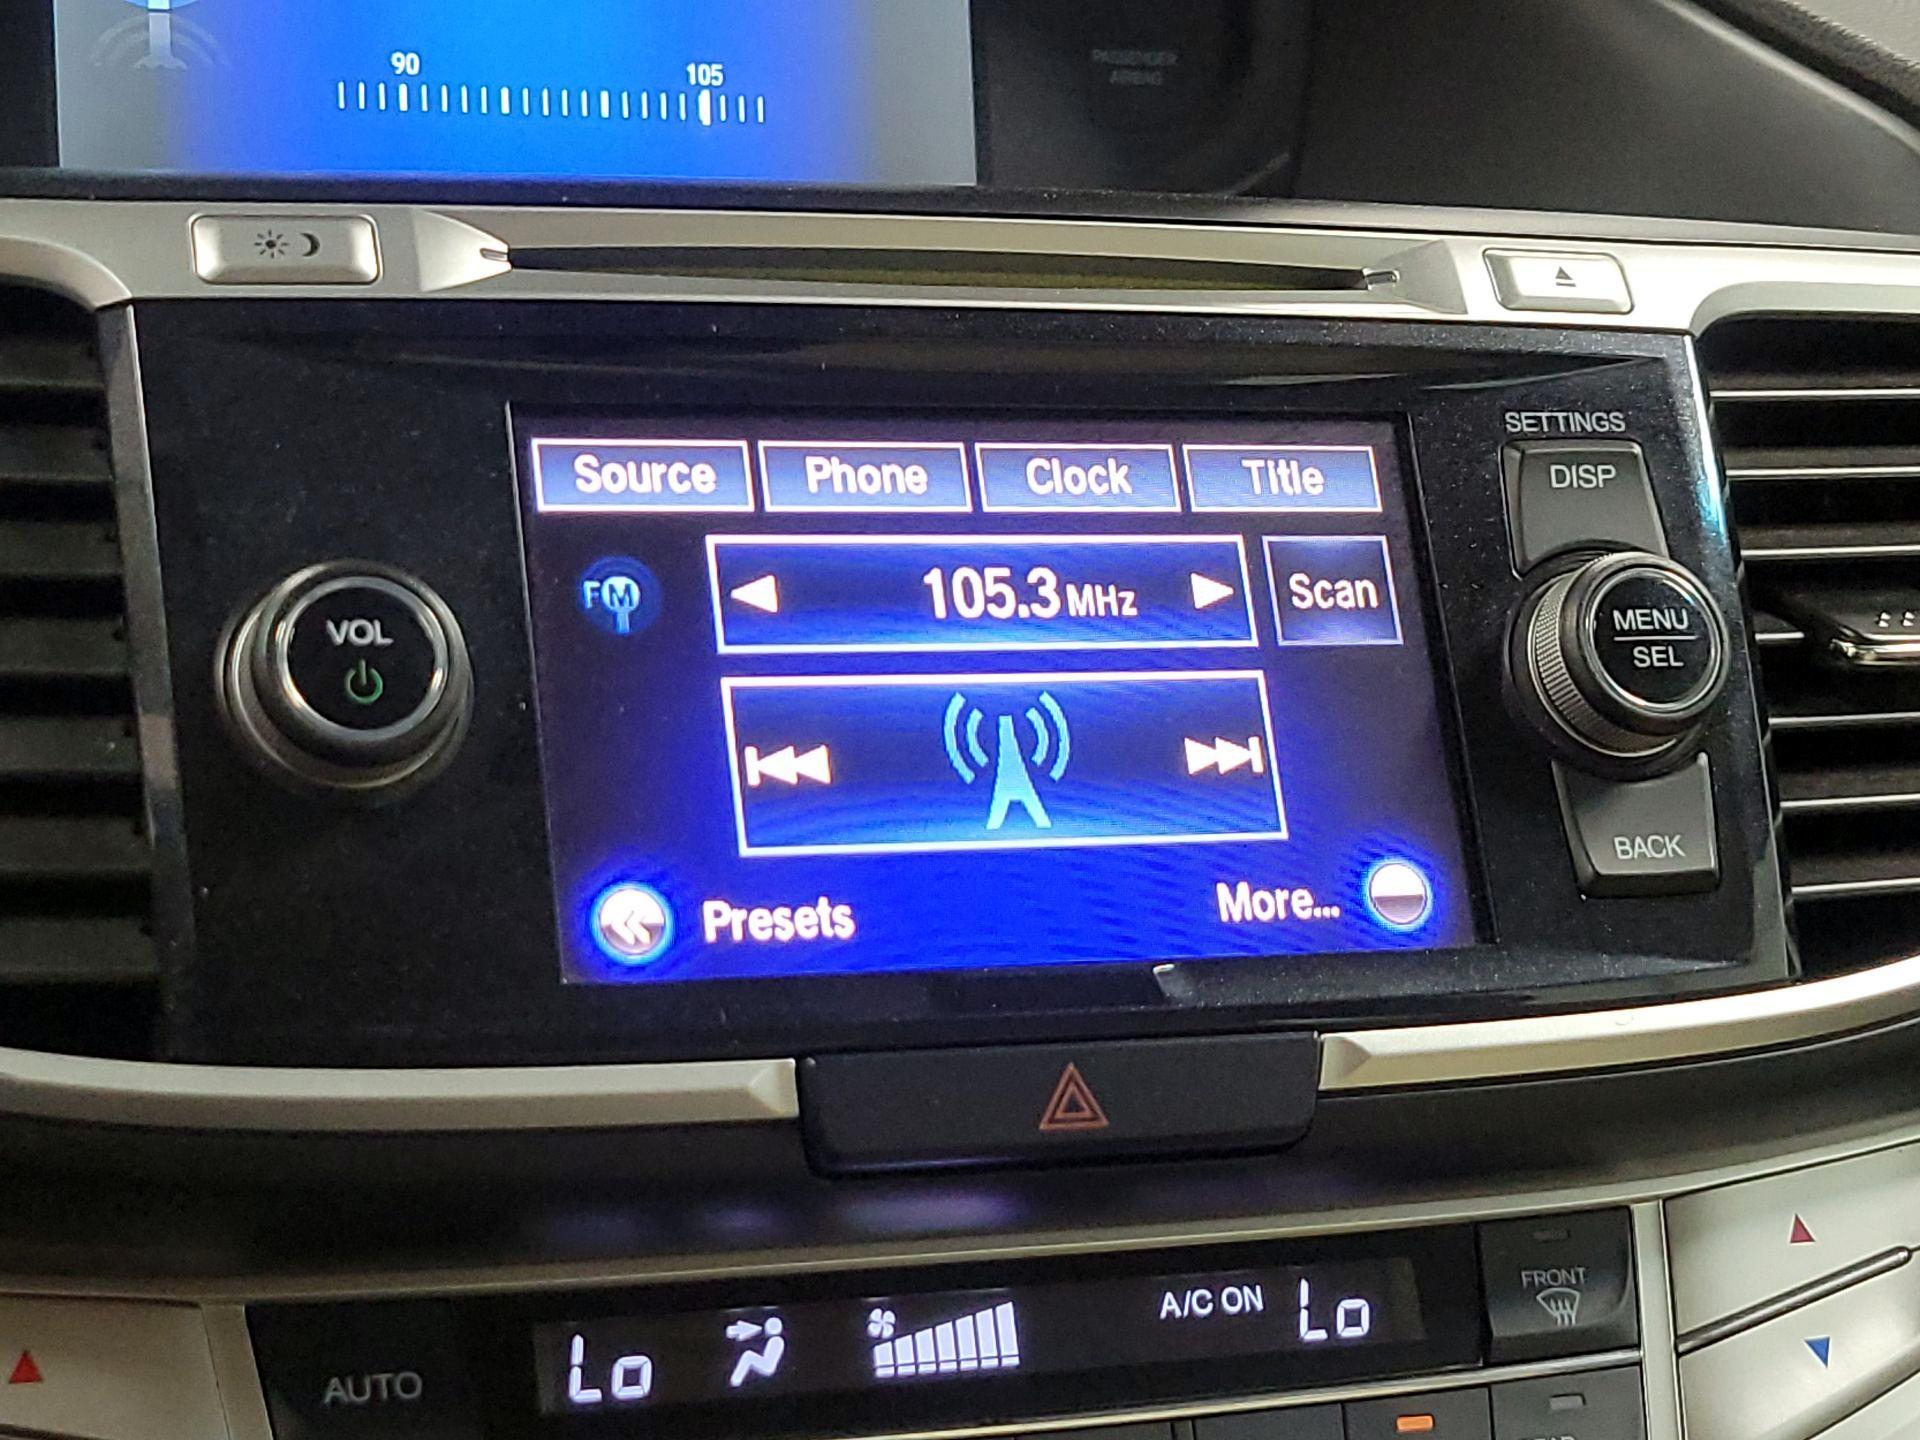 90 105
PASSENGER
AIRBAG
SETTINGS
DISP
Source Phone Clock Title
FM 105.3 MHz Scan
VOL
MENU
SEL
BACK
Presets More...
FRONT
A/C ON
Lo Lo
AUTO